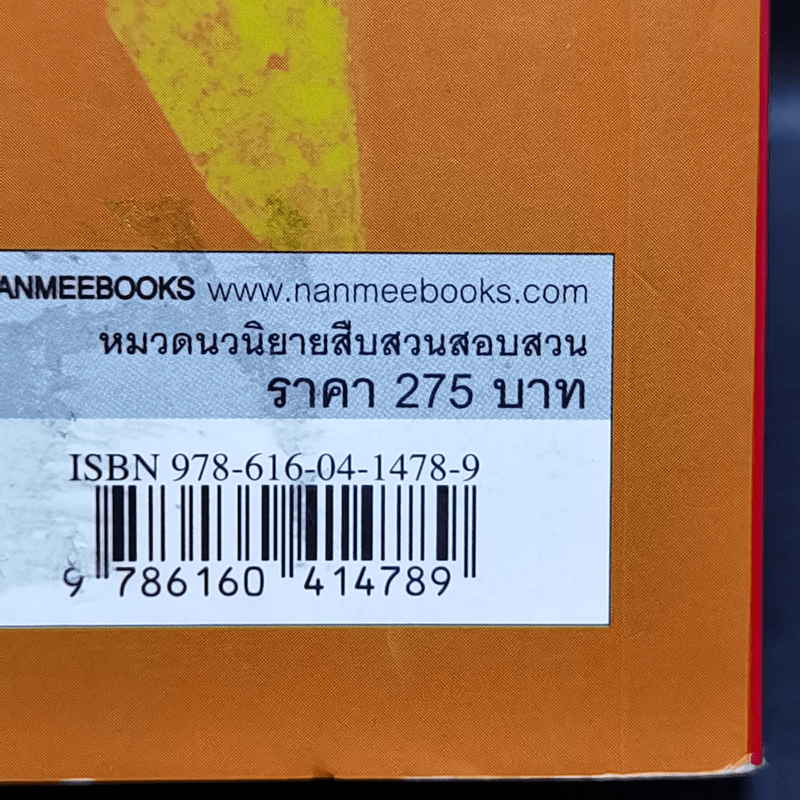 NANMEEBOOKS www.nanmeebooks.com
หมวดนวนิยายสืบสวนสอบสวน
ราคา 275 บาท
ISBN 978-616-04-1478-9
9 786160 414789